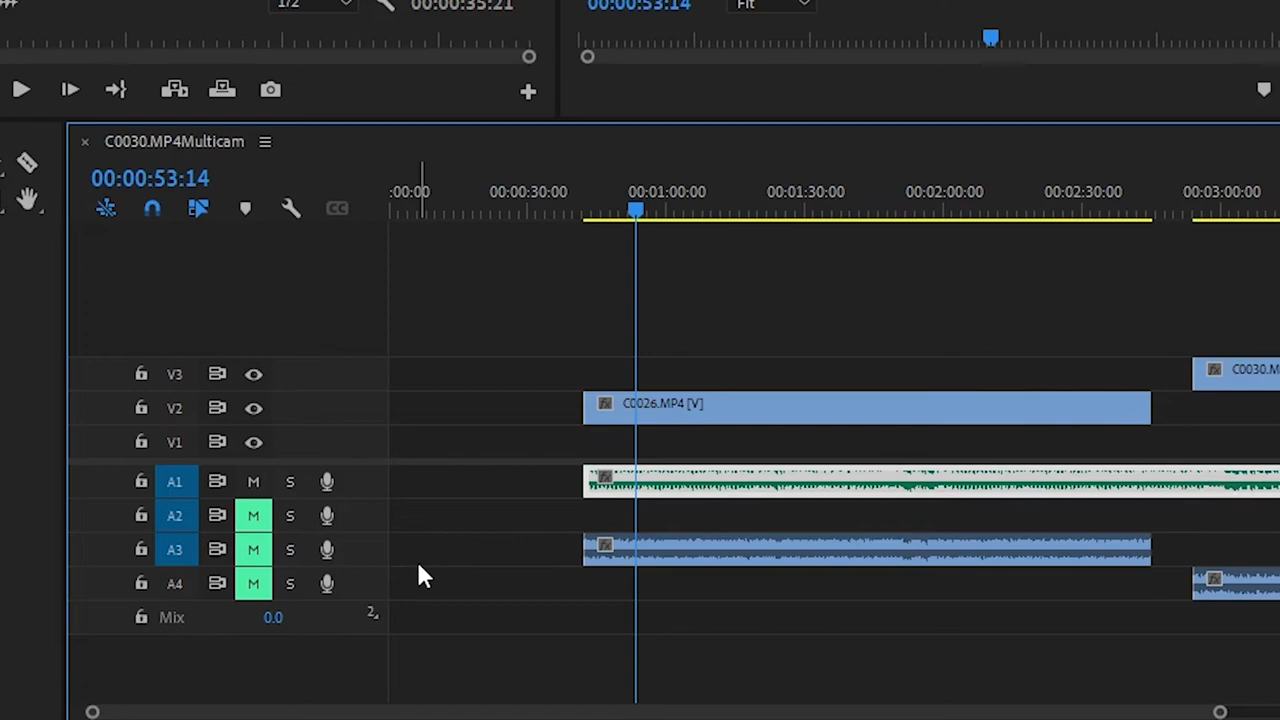 1/2 00:00:35:21 00:00:53:14 Fit
C0030.MP4Multicam
00:00:53:14
:00:00 00:00:30:00 00:01:00:00 00:01:30:00 00:02:00:00 00:02:30:00 00:03:00:00
CC
V3 C0030.M
V2 C0026.MP4 [V]
V1
A1 M S
A2 M S
A3 M S
A4 M S
Mix 0.0 2